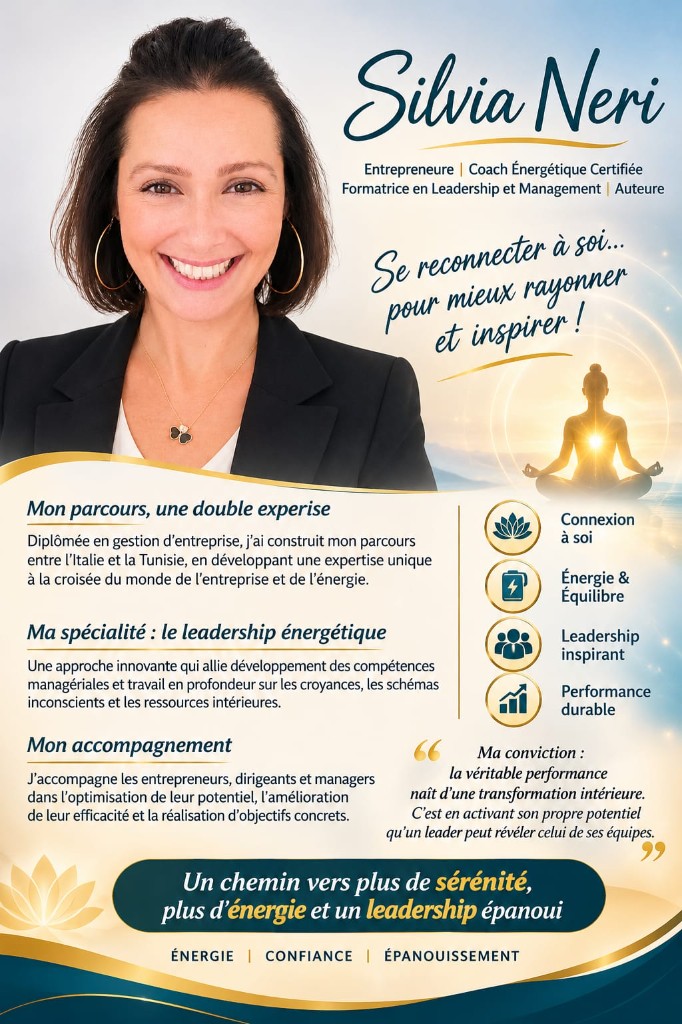 Silvia Neri
Entrepreneure | Coach Énergétique Certifiée
Formatrice en Leadership et Management | Auteure
Se reconnecter à soi...
pour mieux rayonner
et inspirer !
Mon parcours, une double experise
Diplômée en gestion d'entreprise, j'ai construit mon parcours
entre l'Italie et la Tunisie, en développant une expertise unique
à la croisée du monde de l'entreprise et de l'énergie.
Ma spécialité : le leadership énergétique
Une approche innovante qui allie développement des compétences
managériales et travail en profondeur sur les croyances, les schémas
inconscients et les ressources intérieures.
Mon accompagnement
J'accompagne les entrepreneurs, dirigeants et managers
dans l'optimisation de leur potentiel, l'amélioration
de leur efficacité et la réalisation d'objectifs concrets.
Connexion
à soi
Énergie &
Équilibre
Leadership
inspirant
Performance
durable
“ Ma conviction :
la véritable performance
naît d'une transformation intérieure.
C'est en activant son propre potentiel
qu'un leader peut révéler celui de ses équipes. ”
Un chemin vers plus de sérénité,
plus d'énergie et un leadership épanoui
ÉNERGIE | CONFIANCE | ÉPANOUISSEMENT